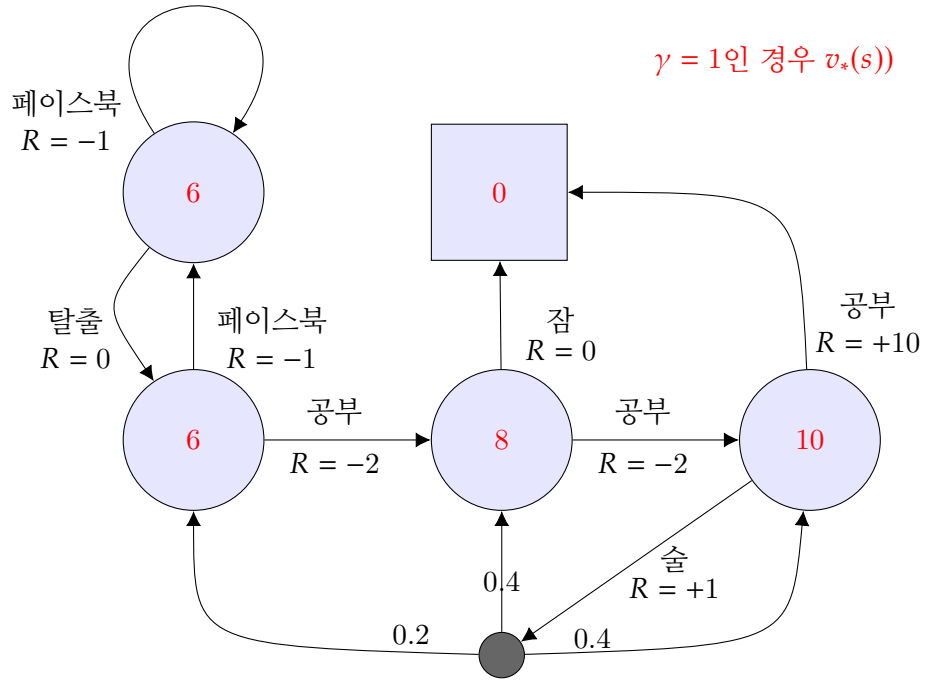 γ = 1인 경우 v*(s))
페이스북
R = −1
6
0
탈출
R = 0
페이스북
R = −1
잠
R = 0
공부
R = +10
6
공부
R = −2
8
공부
R = −2
10
술
R = +1
0.4
0.2
0.4